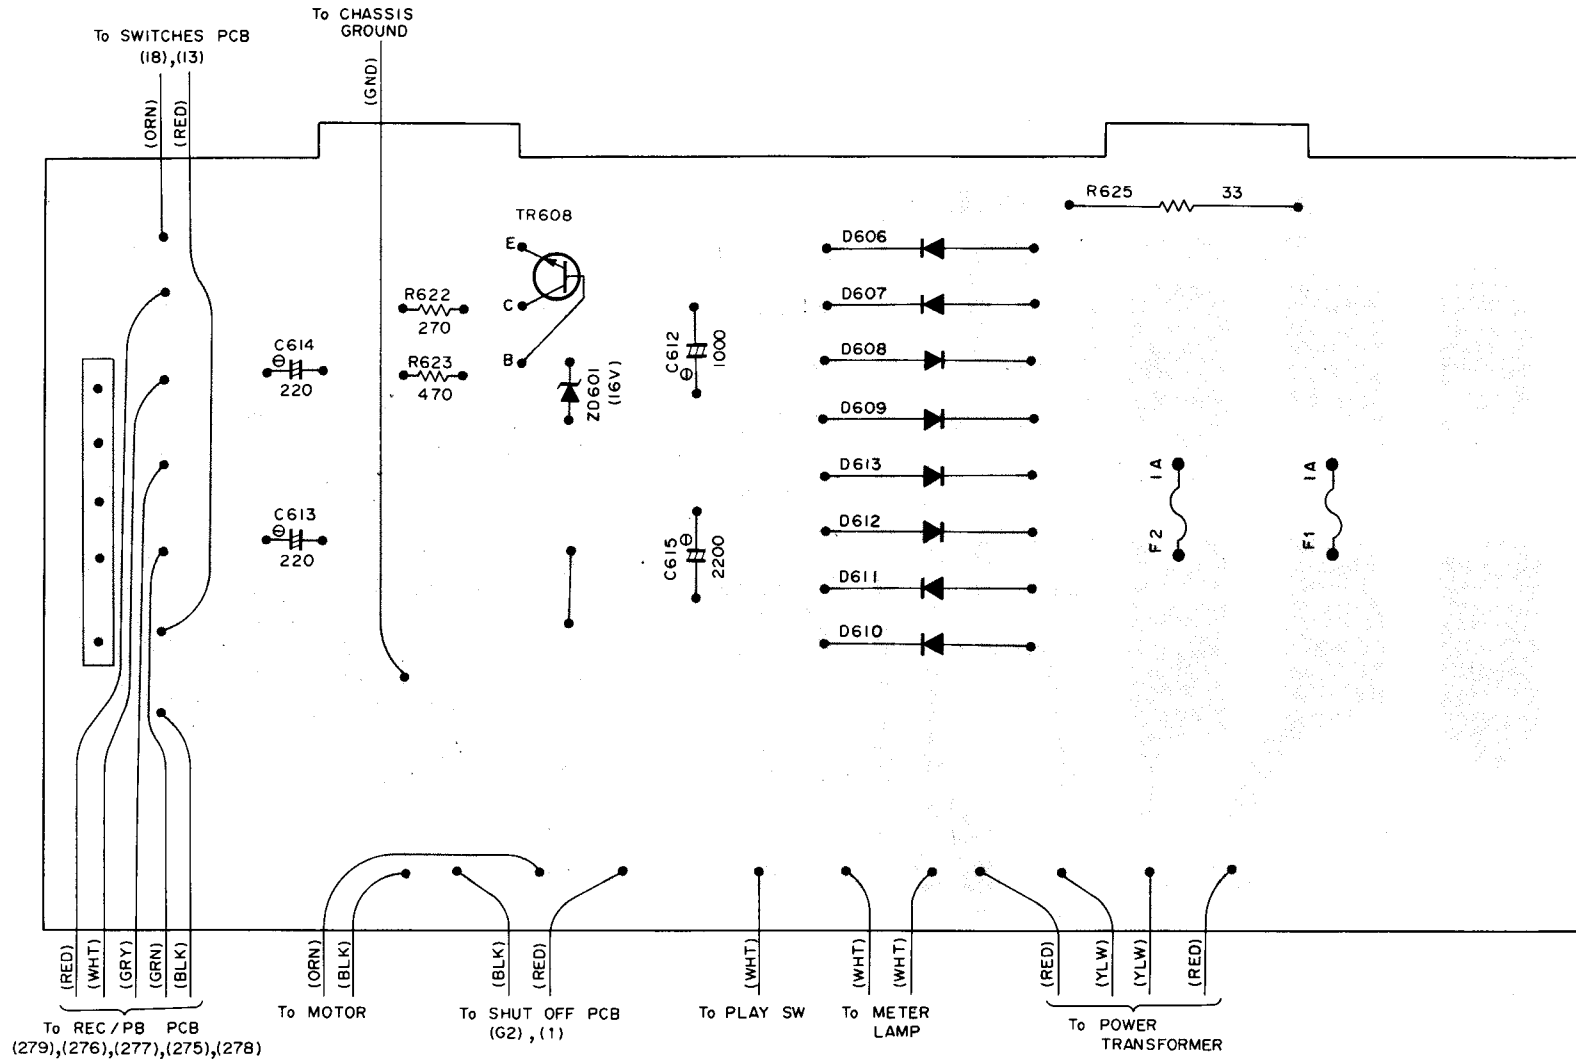 To CHASSIS
GROUND
To SWITCHES PCB
(18),(13)
(ORN)
(RED)
(GND)
R625 33
TR608
E
C
B
D606
D607
D608
D609
D613
D612
D611
D610
R622
270
R623
470
C614
⊖
220
C613
⊖
220
ZD601
(16V)
C612
⊖
1000
C615
⊖
2200
F2 1A
F1 1A
(RED)
(WHT)
(GRY)
(GRN)
(BLK)
(ORN)
(BLK)
(BLK)
(RED)
(WHT)
(WHT)
(WHT)
(RED)
(YLW)
(YLW)
(RED)
To REC/PB PCB
(279),(276),(277),(275),(278)
To MOTOR
To SHUT OFF PCB
(G2),(1)
To PLAY SW
To METER
LAMP
To POWER
TRANSFORMER